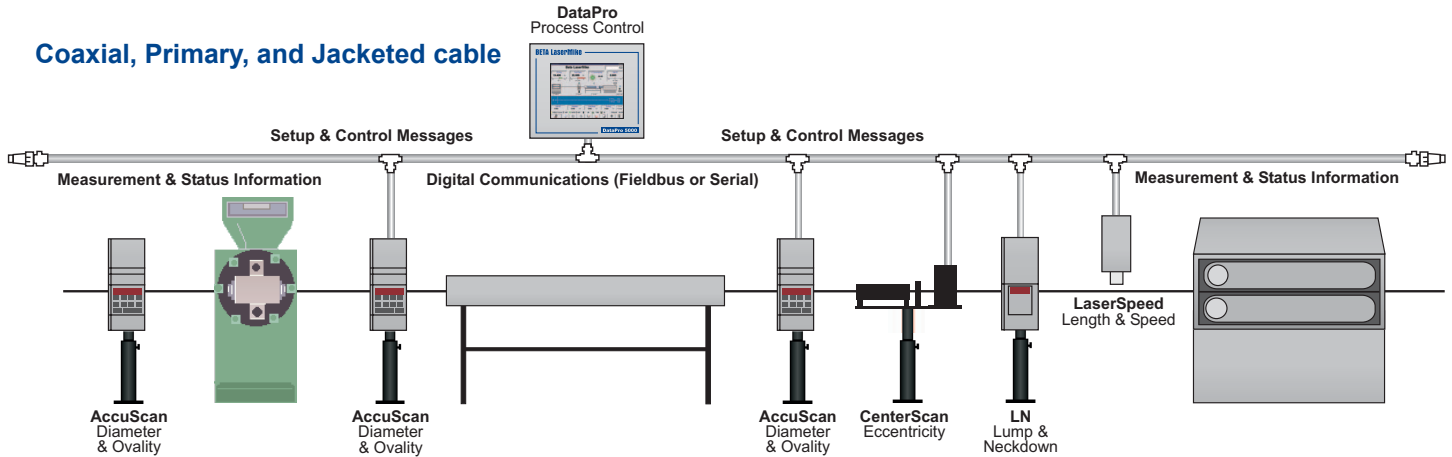 DataPro
Process Control
Coaxial, Primary, and Jacketed cable
BETA LaserMike
DataPro 5000
Setup & Control Messages
Setup & Control Messages
Measurement & Status Information
Digital Communications (Fieldbus or Serial)
Measurement & Status Information
LaserSpeed
Length & Speed
AccuScan
Diameter
& Ovality
AccuScan
Diameter
& Ovality
AccuScan
Diameter
& Ovality
CenterScan
Eccentricity
LN
Lump &
Neckdown